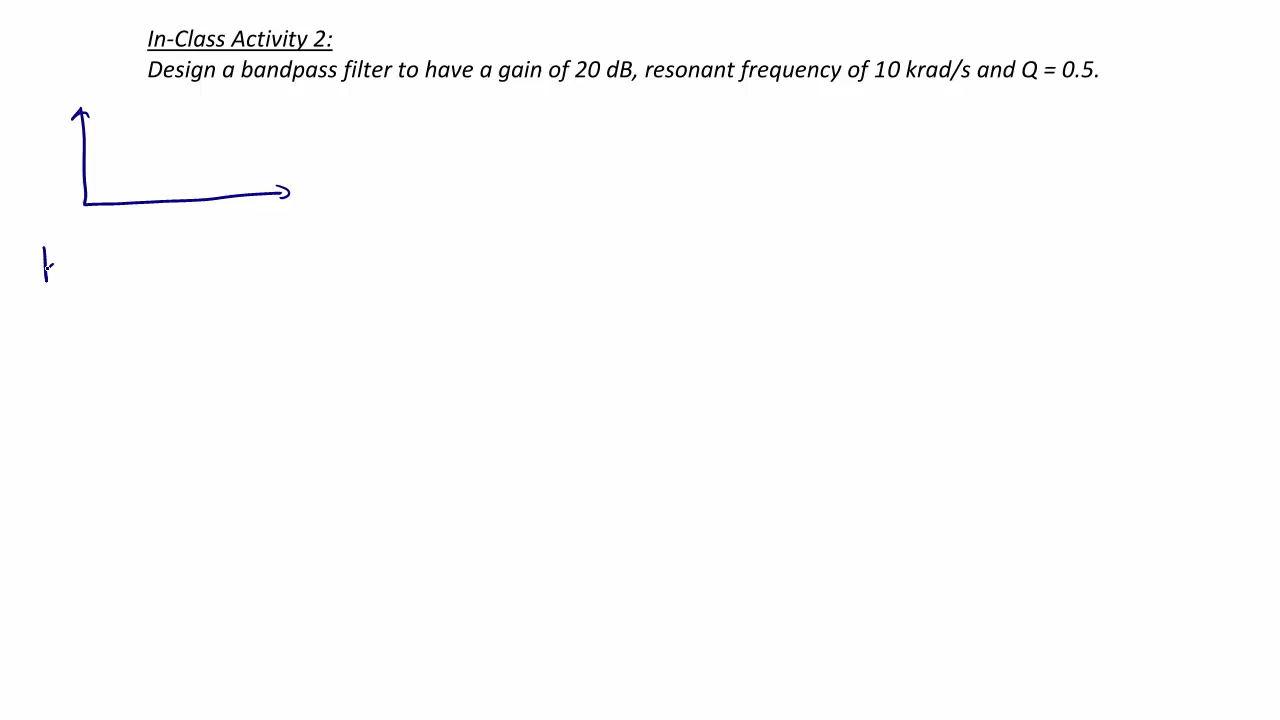 In-Class Activity 2:
Design a bandpass filter to have a gain of 20 dB, resonant frequency of 10 krad/s and Q = 0.5.